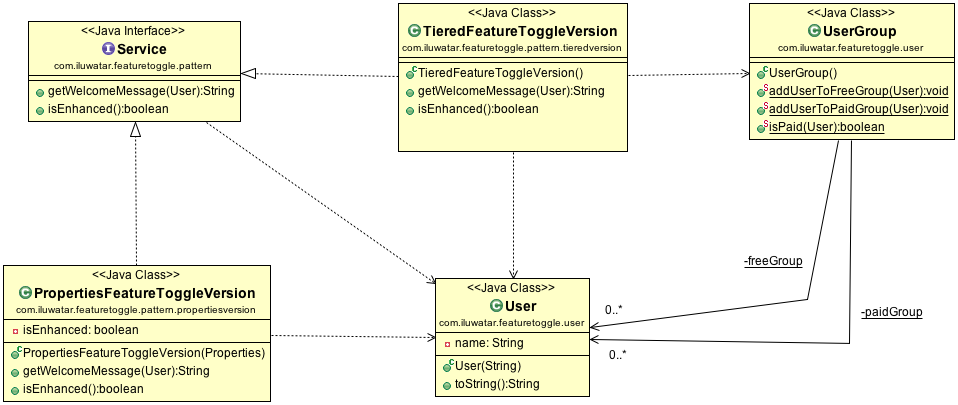 <<Java Interface>>
Service
com.iluwatar.featuretoggle.pattern
getWelcomeMessage(User):String
isEnhanced():boolean
<<Java Class>>
TieredFeatureToggleVersion
com.iluwatar.featuretoggle.pattern.tieredversion
TieredFeatureToggleVersion()
getWelcomeMessage(User):String
isEnhanced():boolean
<<Java Class>>
UserGroup
com.iluwatar.featuretoggle.user
UserGroup()
addUserToFreeGroup(User):void
addUserToPaidGroup(User):void
isPaid(User):boolean
<<Java Class>>
PropertiesFeatureToggleVersion
com.iluwatar.featuretoggle.pattern.propertiesversion
isEnhanced: boolean
PropertiesFeatureToggleVersion(Properties)
getWelcomeMessage(User):String
isEnhanced():boolean
<<Java Class>>
User
com.iluwatar.featuretoggle.user
name: String
User(String)
toString():String
-freeGroup
0..*
-paidGroup
0..*